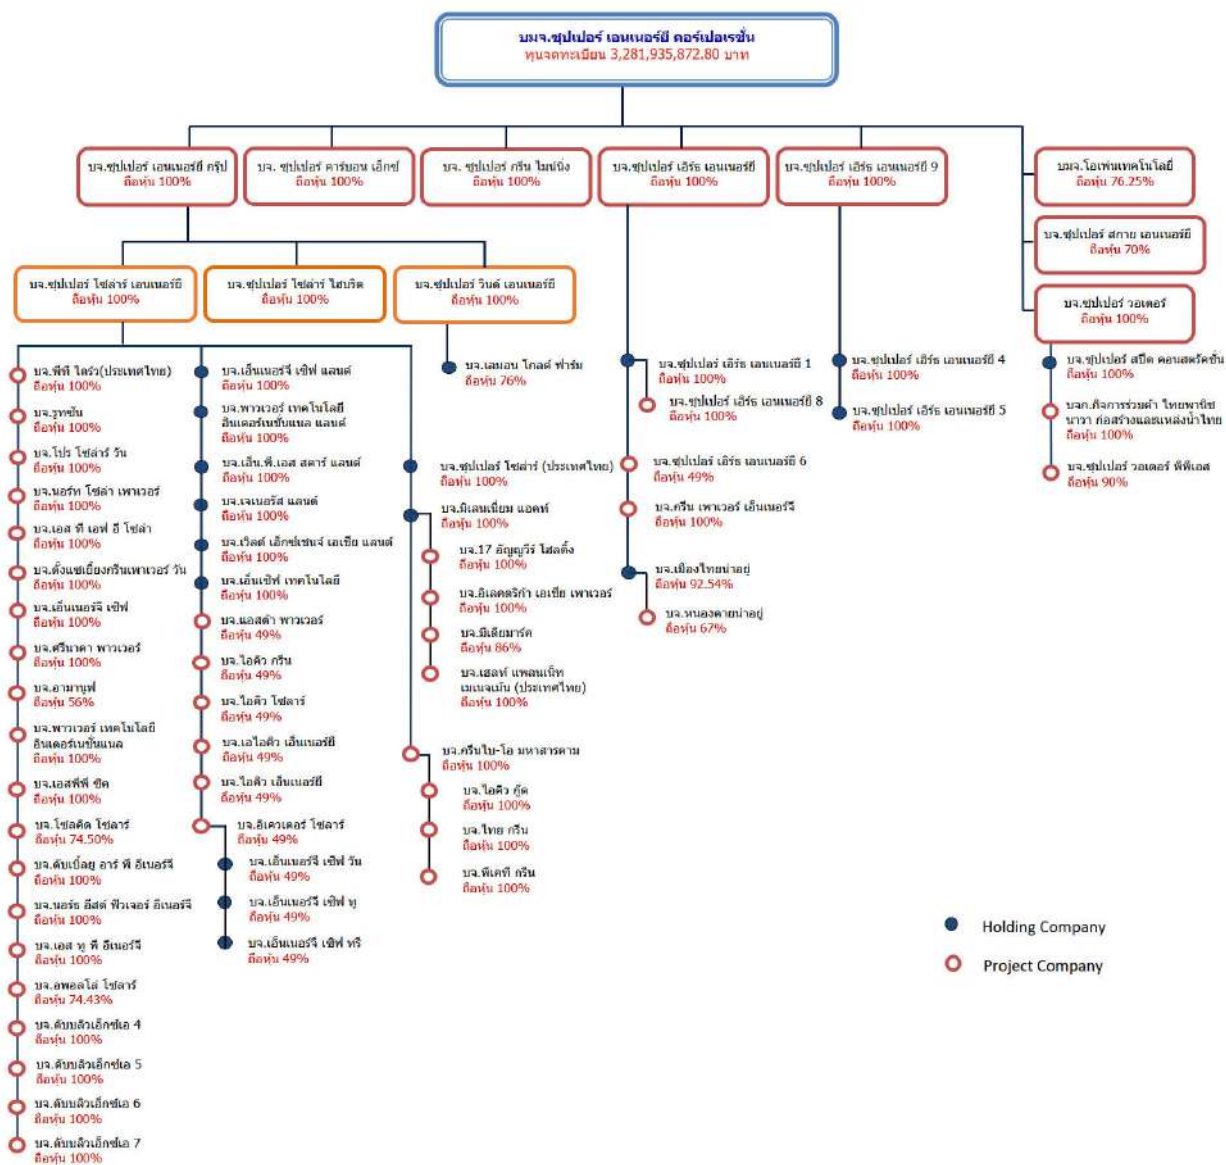 บมจ.ซุปเปอร์ เอนเนอร์ยี คอร์เปอเรชั่น
ทุนจดทะเบียน 3,281,935,872.80 บาท
บจ.ซุปเปอร์ เอนเนอร์ยี กรุ๊ป
ถือหุ้น 100%
บจ. ซุปเปอร์ คาร์บอน เอ็กซ์
ถือหุ้น 100%
บจ. ซุปเปอร์ กรีน ไมน์นิ่ง
ถือหุ้น 100%
บจ.ซุปเปอร์ เอิร์ธ เอนเนอร์ยี
ถือหุ้น 100%
บจ.ซุปเปอร์ เอิร์ธ เอนเนอร์ยี 9
ถือหุ้น 100%
บมจ.โอเพ่นเทคโนโลยี
ถือหุ้น 76.25%
บจ.ซุปเปอร์ สกาย เอนเนอร์ยี
ถือหุ้น 70%
บจ.ซุปเปอร์ วอเตอร์
ถือหุ้น 100%
บจ.ซุปเปอร์ โซล่าร์ เอนเนอร์ยี
ถือหุ้น 100%
บจ.ซุปเปอร์ โซล่าร์ ไฮบริด
ถือหุ้น 100%
บจ.ซุปเปอร์ วินด์ เอนเนอร์ยี
ถือหุ้น 100%
บจ.พีที ไครัว(ประเทศไทย)
ถือหุ้น 100%
บจ.รูทซัน
ถือหุ้น 100%
บจ.โปร โซล่าร์ วัน
ถือหุ้น 100%
บจ.นอร์ท โซล่า เพาเวอร์
ถือหุ้น 100%
บจ.เอส ที เอฟ อี โซล่า
ถือหุ้น 100%
บจ.ตั้งแซเยี้ยงกรีนเพาเวอร์ วัน
ถือหุ้น 100%
บจ.เอ็นเนอร์จี เซิฟ
ถือหุ้น 100%
บจ.ศรีนาคา พาวเวอร์
ถือหุ้น 100%
บจ.อามานูฟ
ถือหุ้น 56%
บจ.พาวเวอร์ เทคโนโลยี
อินเตอร์เนชั่นแนล
ถือหุ้น 100%
บจ.เอสพีพี ซิค
ถือหุ้น 100%
บจ.โซลคิด โซลาร์
ถือหุ้น 74.50%
บจ.ดับเบิ้ลยู อาร์ พี อีเนอร์จี
ถือหุ้น 100%
บจ.นอร์ธ อีสต์ ฟิวเจอร์ อิเนอร์จี
ถือหุ้น 100%
บจ.เอส ทู พี อีเนอร์จี
ถือหุ้น 100%
บจ.อพอลโล่ โซลาร์
ถือหุ้น 74.43%
บจ.ดับบลิวเอ็กซ์เอ 4
ถือหุ้น 100%
บจ.ดับบลิวเอ็กซ์เอ 5
ถือหุ้น 100%
บจ.ดับบลิวเอ็กซ์เอ 6
ถือหุ้น 100%
บจ.ดับบลิวเอ็กซ์เอ 7
ถือหุ้น 100%
บจ.เอ็นเนอร์จี เซิฟ แลนด์
ถือหุ้น 100%
บจ.พาวเวอร์ เทคโนโลยี
อินเตอร์เนชั่นแนล แลนด์
ถือหุ้น 100%
บจ.เอ็น.พี.เอส สตาร์ แลนด์
ถือหุ้น 100%
บจ.เจเนอรัส แลนด์
ถือหุ้น 100%
บจ.เวิลด์ เอ็กซ์เชนจ์ เอเชีย แลนด์
ถือหุ้น 100%
บจ.เอ็นเซิฟ เทคโนโลยี
ถือหุ้น 100%
บจ.แอสต้า พาวเวอร์
ถือหุ้น 49%
บจ.ไอคิว กรีน
ถือหุ้น 49%
บจ.ไอคิว โซลาร์
ถือหุ้น 49%
บจ.เอไอคิว เอ็นเนอร์ยี
ถือหุ้น 49%
บจ.ไอคิว เอ็นเนอร์ยี
ถือหุ้น 49%
บจ.อิเควเตอร์ โซลาร์
ถือหุ้น 49%
บจ.เอ็นเนอร์จี เซิฟ วัน
ถือหุ้น 49%
บจ.เอ็นเนอร์จี เซิฟ ทู
ถือหุ้น 49%
บจ.เอ็นเนอร์จี เซิฟ ทรี
ถือหุ้น 49%
บจ.ซุปเปอร์ โซล่าร์ (ประเทศไทย)
ถือหุ้น 100%
บจ.มิเลนเนี่ยม แอคท์
ถือหุ้น 100%
บจ.17 อัญญวีร์ โฮลดิ้ง
ถือหุ้น 100%
บจ.อิเลคตริก้า เอเชีย เพาเวอร์
ถือหุ้น 100%
บจ.มีเดียมาร์ค
ถือหุ้น 86%
บจ.เฮลท์ แพลนเน็ท
เมเนจเม้น (ประเทศไทย)
ถือหุ้น 100%
บจ.กรีนไบ-โอ มหาสารคาม
ถือหุ้น 100%
บจ.ไอคิว กู๊ด
ถือหุ้น 100%
บจ.ไทย กรีน
ถือหุ้น 100%
บจ.พีเคที กรีน
ถือหุ้น 100%
บจ.เลมอน โกลด์ ฟาร์ม
ถือหุ้น 76%
บจ.ซุปเปอร์ เอิร์ธ เอนเนอร์ยี 1
ถือหุ้น 100%
บจ.ซุปเปอร์ เอิร์ธ เอนเนอร์ยี 8
ถือหุ้น 100%
บจ.ซุปเปอร์ เอิร์ธ เอนเนอร์ยี 6
ถือหุ้น 49%
บจ.กรีน เพาเวอร์ เอ็นเนอร์จี
ถือหุ้น 100%
บจ.เมืองไทยน่าอยู่
ถือหุ้น 92.54%
บจ.หนองคายน่าอยู่
ถือหุ้น 67%
บจ.ซุปเปอร์ เอิร์ธ เอนเนอร์ยี 4
ถือหุ้น 100%
บจ.ซุปเปอร์ เอิร์ธ เอนเนอร์ยี 5
ถือหุ้น 100%
บจ.ซุปเปอร์ สปีด คอนสตรัคชั่น
ถือหุ้น 100%
บจก.กิจการร่วมค้า ไทยพานิช
นาวา ก่อสร้างและแหล่งน้ำไทย
ถือหุ้น 100%
บจ.ซุปเปอร์ วอเตอร์ พีพีเอส
ถือหุ้น 90%
Holding Company
Project Company